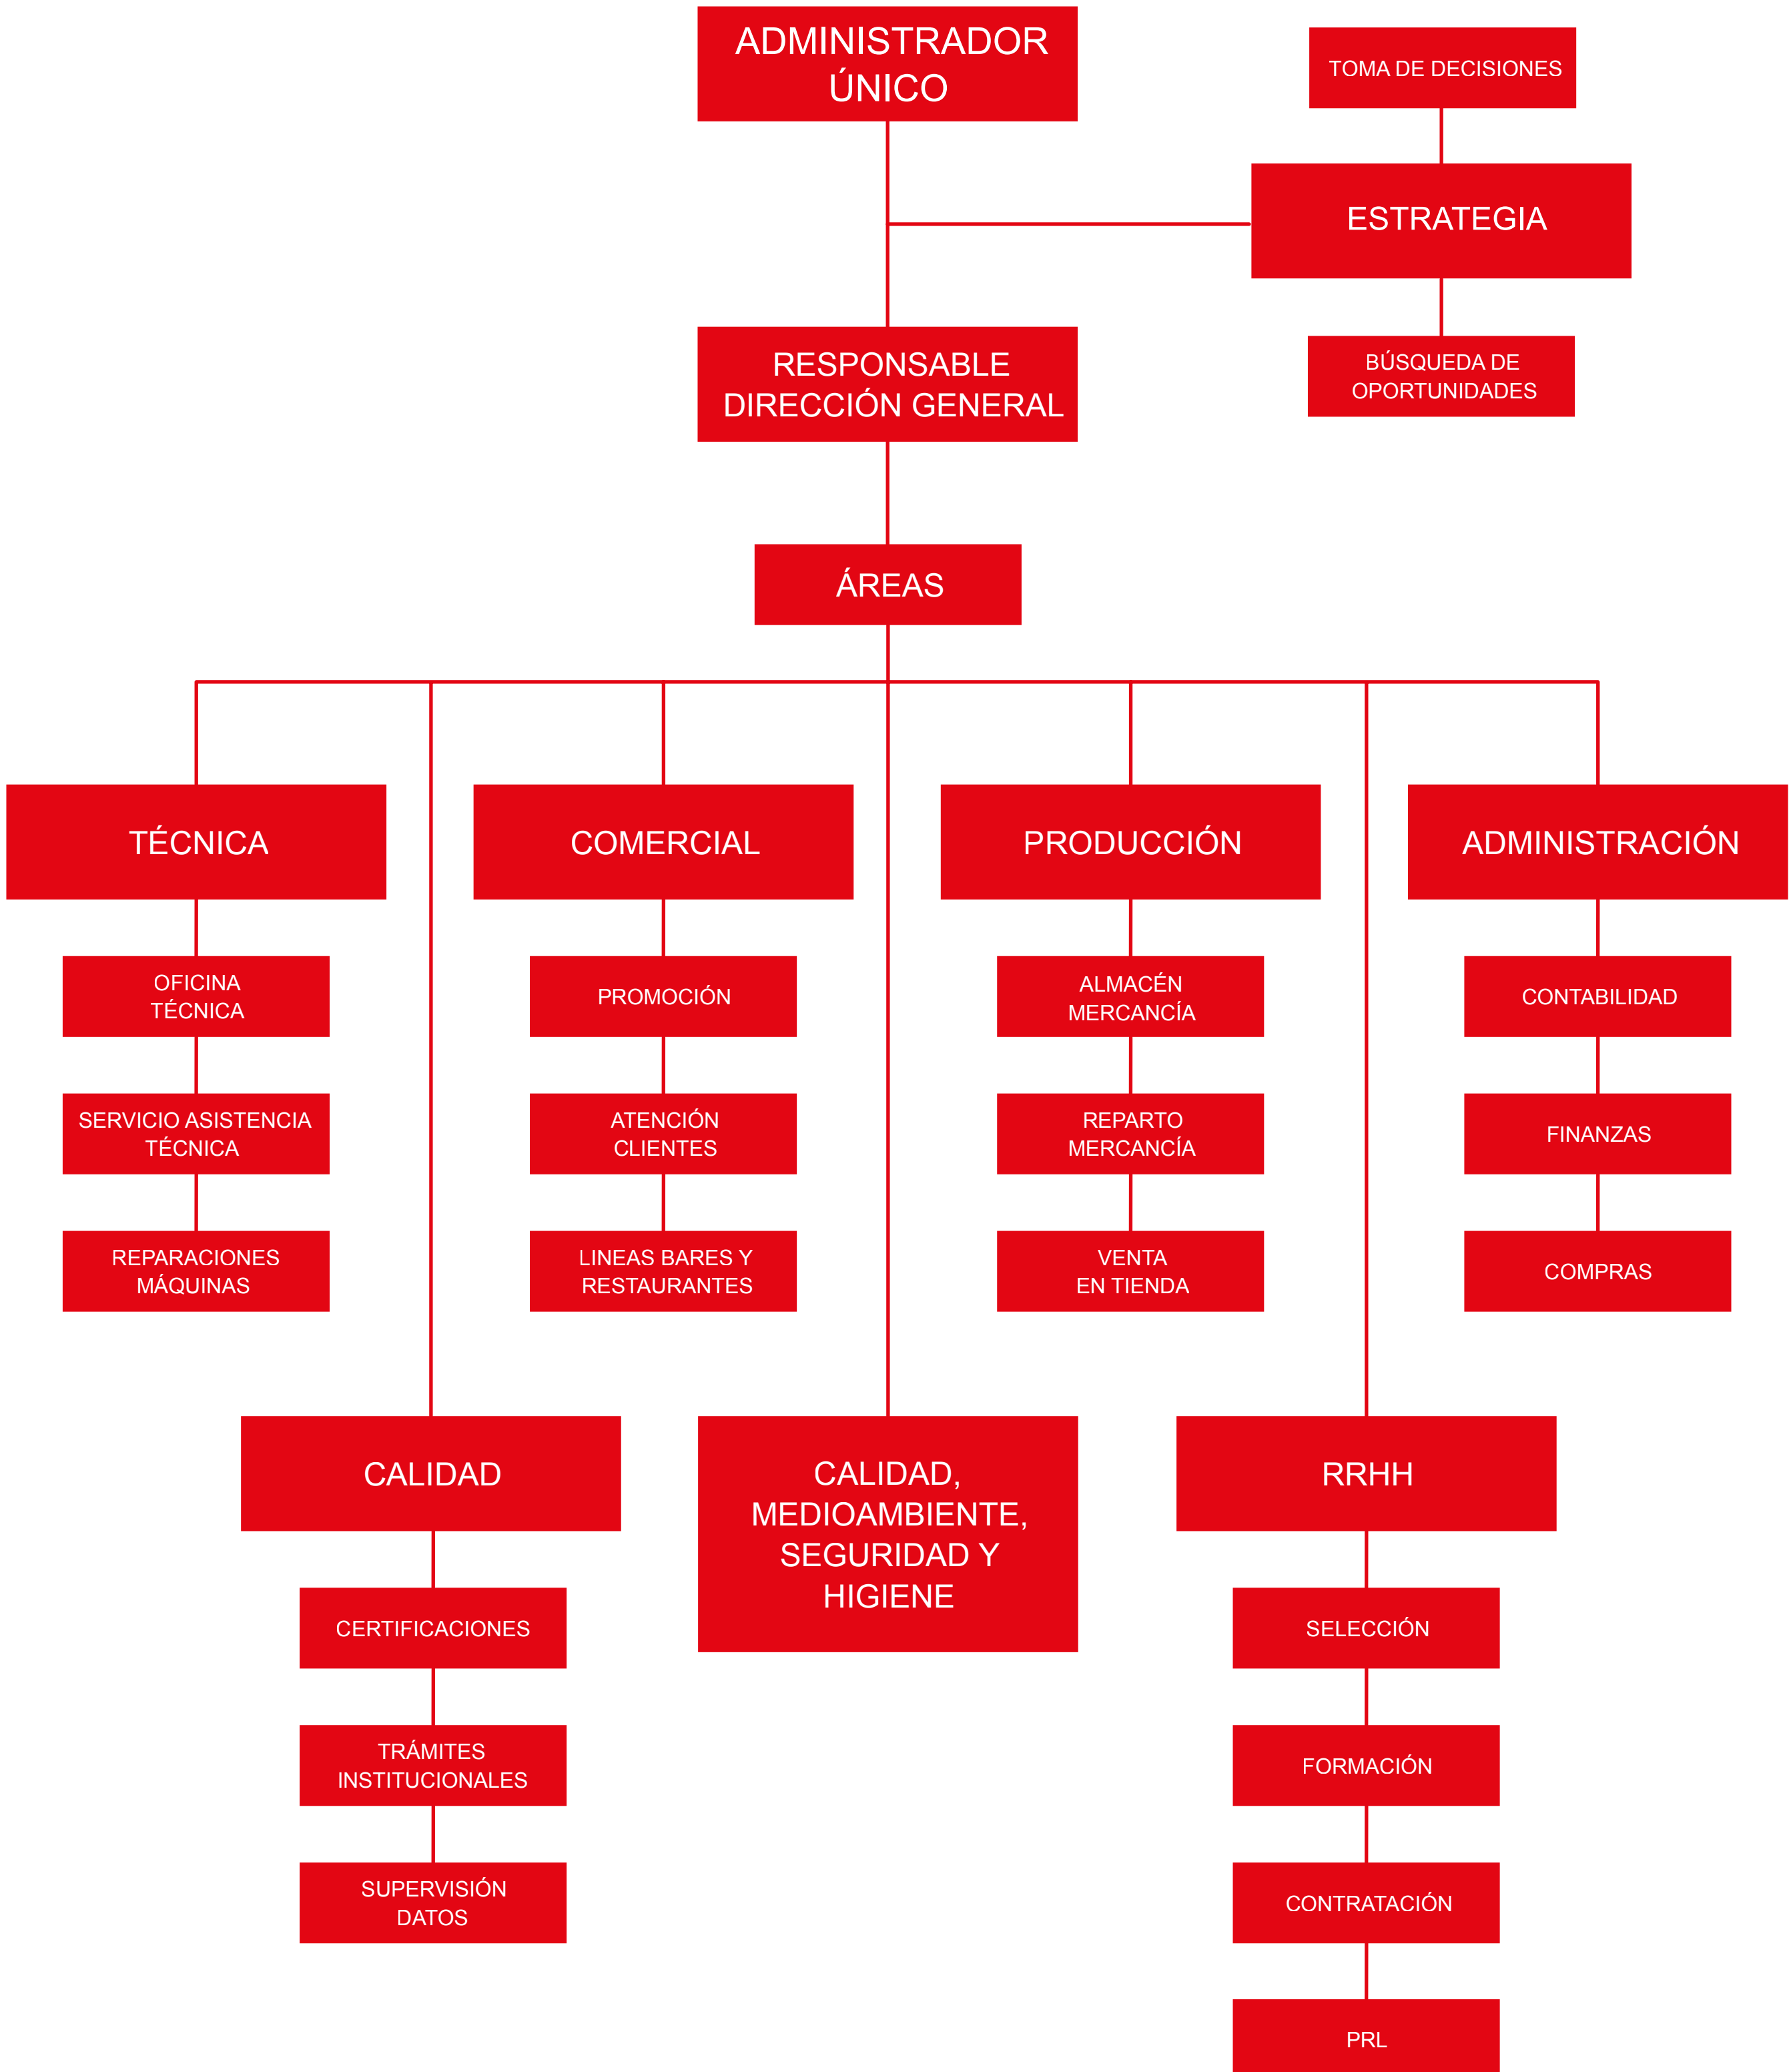 ADMINISTRADOR
ÚNICO
TOMA DE DECISIONES
ESTRATEGIA
BÚSQUEDA DE
OPORTUNIDADES
RESPONSABLE
DIRECCIÓN GENERAL
ÁREAS
TÉCNICA
OFICINA
TÉCNICA
SERVICIO ASISTENCIA
TÉCNICA
REPARACIONES
MÁQUINAS
COMERCIAL
PROMOCIÓN
ATENCIÓN
CLIENTES
LINEAS BARES Y
RESTAURANTES
PRODUCCIÓN
ALMACÉN
MERCANCÍA
REPARTO
MERCANCÍA
VENTA
EN TIENDA
ADMINISTRACIÓN
CONTABILIDAD
FINANZAS
COMPRAS
CALIDAD
CERTIFICACIONES
TRÁMITES
INSTITUCIONALES
SUPERVISIÓN
DATOS
CALIDAD,
MEDIOAMBIENTE,
SEGURIDAD Y
HIGIENE
RRHH
SELECCIÓN
FORMACIÓN
CONTRATACIÓN
PRL